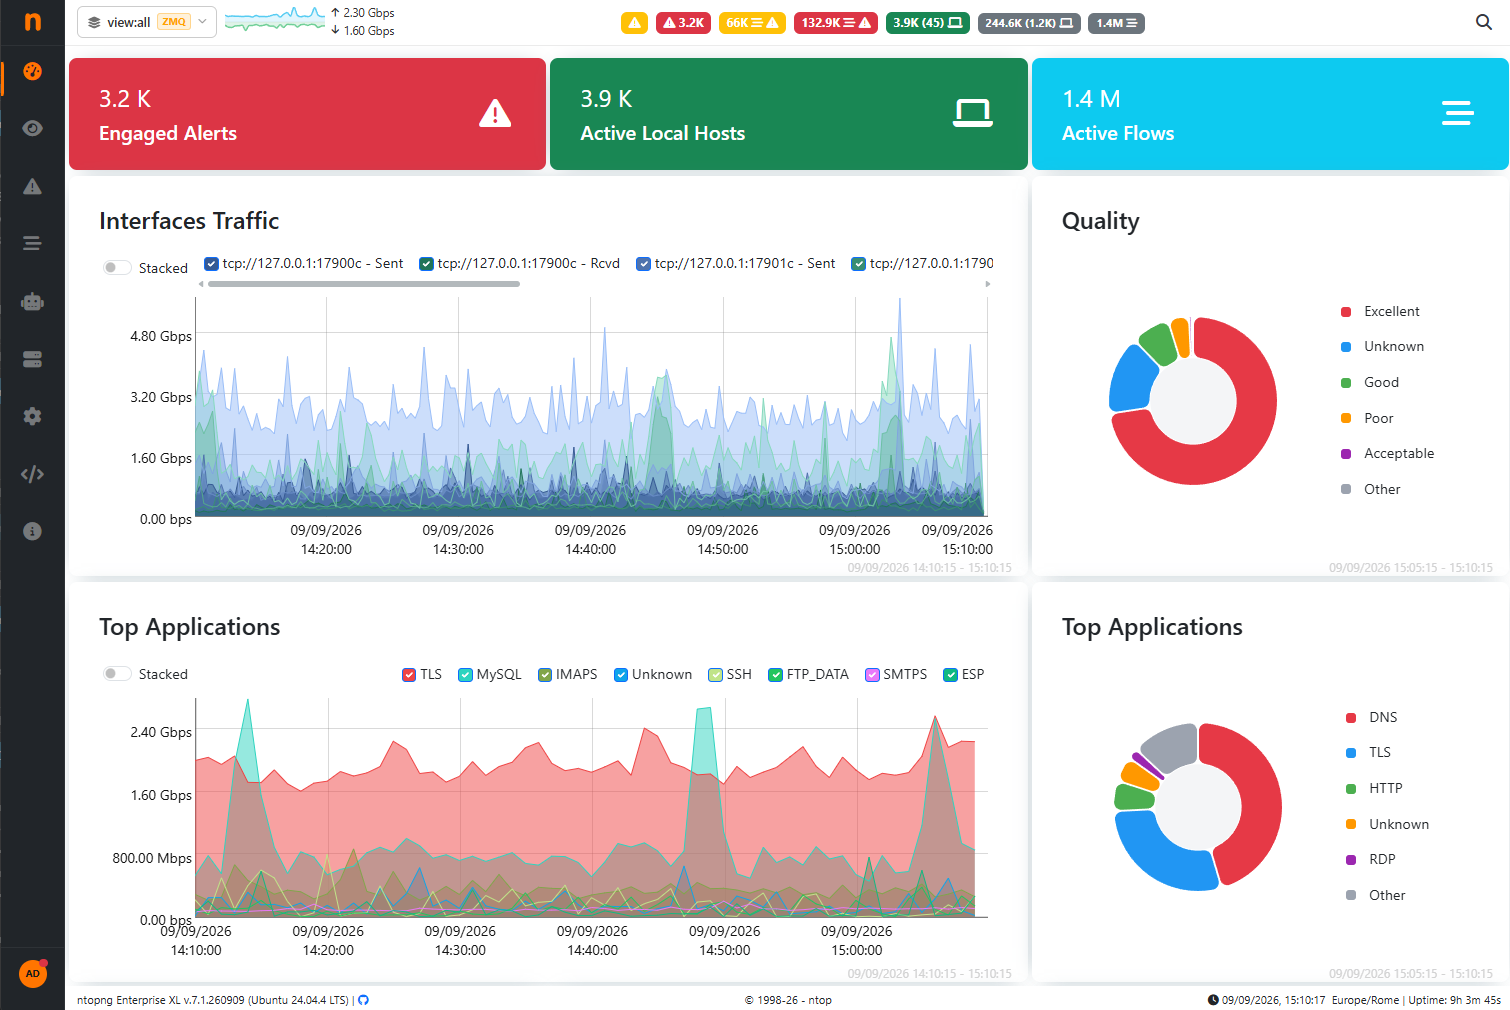 n
view:all ZMQ
2.30 Gbps
1.60 Gbps
3.2K
66K
132.9K
3.9K (45)
244.6K (1.2K)
1.4M
3.2 K
Engaged Alerts
3.9 K
Active Local Hosts
1.4 M
Active Flows
Interfaces Traffic
Stacked
tcp://127.0.0.1:17900c - Sent
tcp://127.0.0.1:17900c - Rcvd
tcp://127.0.0.1:17901c - Sent
tcp://127.0.0.1:1790
4.80 Gbps
3.20 Gbps
1.60 Gbps
0.00 bps
09/09/2026
14:20:00
09/09/2026
14:30:00
09/09/2026
14:40:00
09/09/2026
14:50:00
09/09/2026
15:00:00
09/09/2026
15:10:00
09/09/2026 14:10:15 - 15:10:15
Quality
Excellent
Unknown
Good
Poor
Acceptable
Other
09/09/2026 15:05:15 - 15:10:15
Top Applications
Stacked
TLS
MySQL
IMAPS
Unknown
SSH
FTP_DATA
SMTPS
ESP
2.40 Gbps
1.60 Gbps
800.00 Mbps
0.00 bps
09/09/2026
14:10:00
09/09/2026
14:20:00
09/09/2026
14:30:00
09/09/2026
14:40:00
09/09/2026
14:50:00
09/09/2026
15:00:00
09/09/2026 14:10:15 - 15:10:15
Top Applications
DNS
TLS
HTTP
Unknown
RDP
Other
09/09/2026 15:05:15 - 15:10:15
AD
ntopng Enterprise XL v.7.1.260909 (Ubuntu 24.04.4 LTS) |
© 1998-26 - ntop
09/09/2026, 15:10:17 Europe/Rome | Uptime: 9h 3m 45s